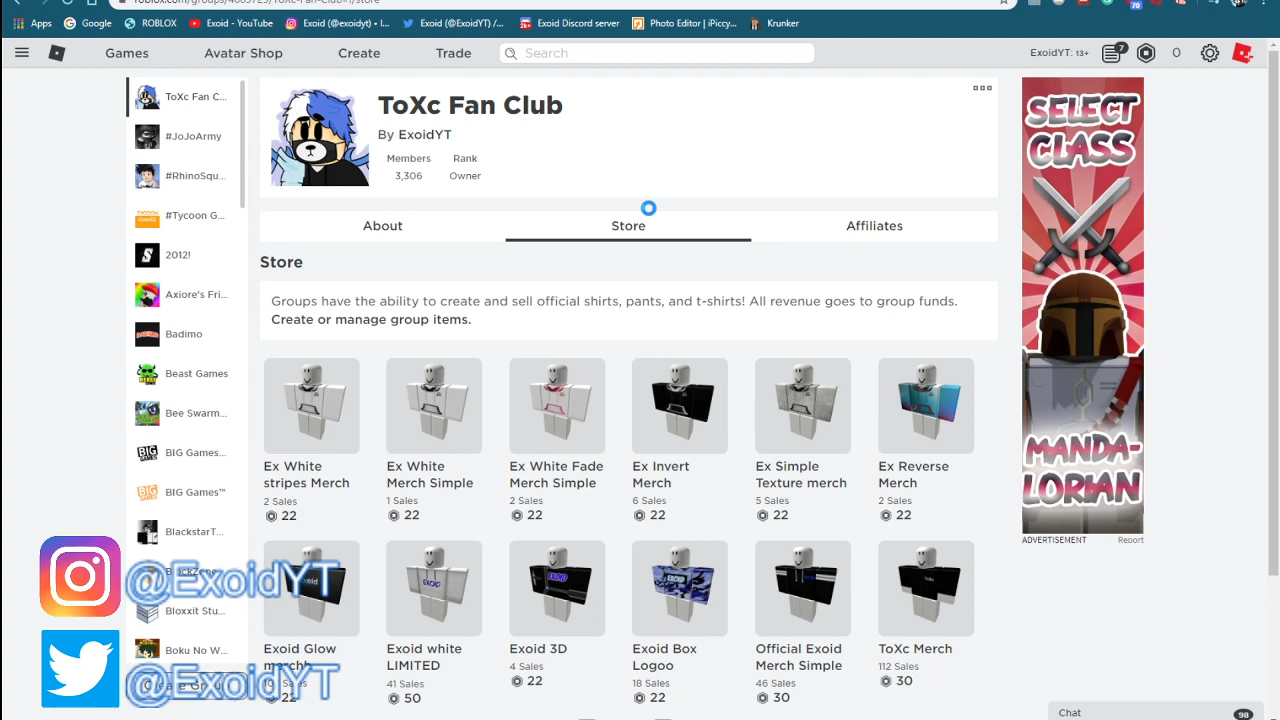 Google
ROBLOX
Exoid - YouTube
Exoid (@exoidyt) • I...
Exoid (@ExoidYT) /...
Exoid Discord server
Photo Editor | iPiccy...
Krunker
70
Games
Avatar Shop
Create
Trade
Search
ExoidYT: 13+
7
0
ToXc Fan C...
#JoJoArmy
#RhinoSqu...
#Tycoon G...
2012!
Axiore's Fri...
Badimo
Beast Games
Bee Swarm...
BIG Games...
BIG Games™
BlackstarT...
Bloxxit Stu...
Boku No W...
ToXc Fan Club
By ExoidYT
Members
3,306
Rank
Owner
About
Store
Affiliates
Store
Groups have the ability to create and sell official shirts, pants, and t-shirts! All revenue goes to group funds.
Create or manage group items.
Ex White
stripes Merch
2 Sales
22
Ex White
Merch Simple
1 Sales
22
Ex White Fade
Merch Simple
2 Sales
22
Ex Invert
Merch
6 Sales
22
Ex Simple
Texture merch
5 Sales
22
Ex Reverse
Merch
2 Sales
22
Exoid Glow
22
Exoid white
LIMITED
41 Sales
50
Exoid 3D
4 Sales
22
Exoid Box
Logoo
18 Sales
22
Official Exoid
Merch Simple
46 Sales
30
ToXc Merch
112 Sales
30
SELECT
CLASS
MANDA-
LORIAN
ADVERTISEMENT
Report
@ExoidYT
@ExoidYT
Chat
98